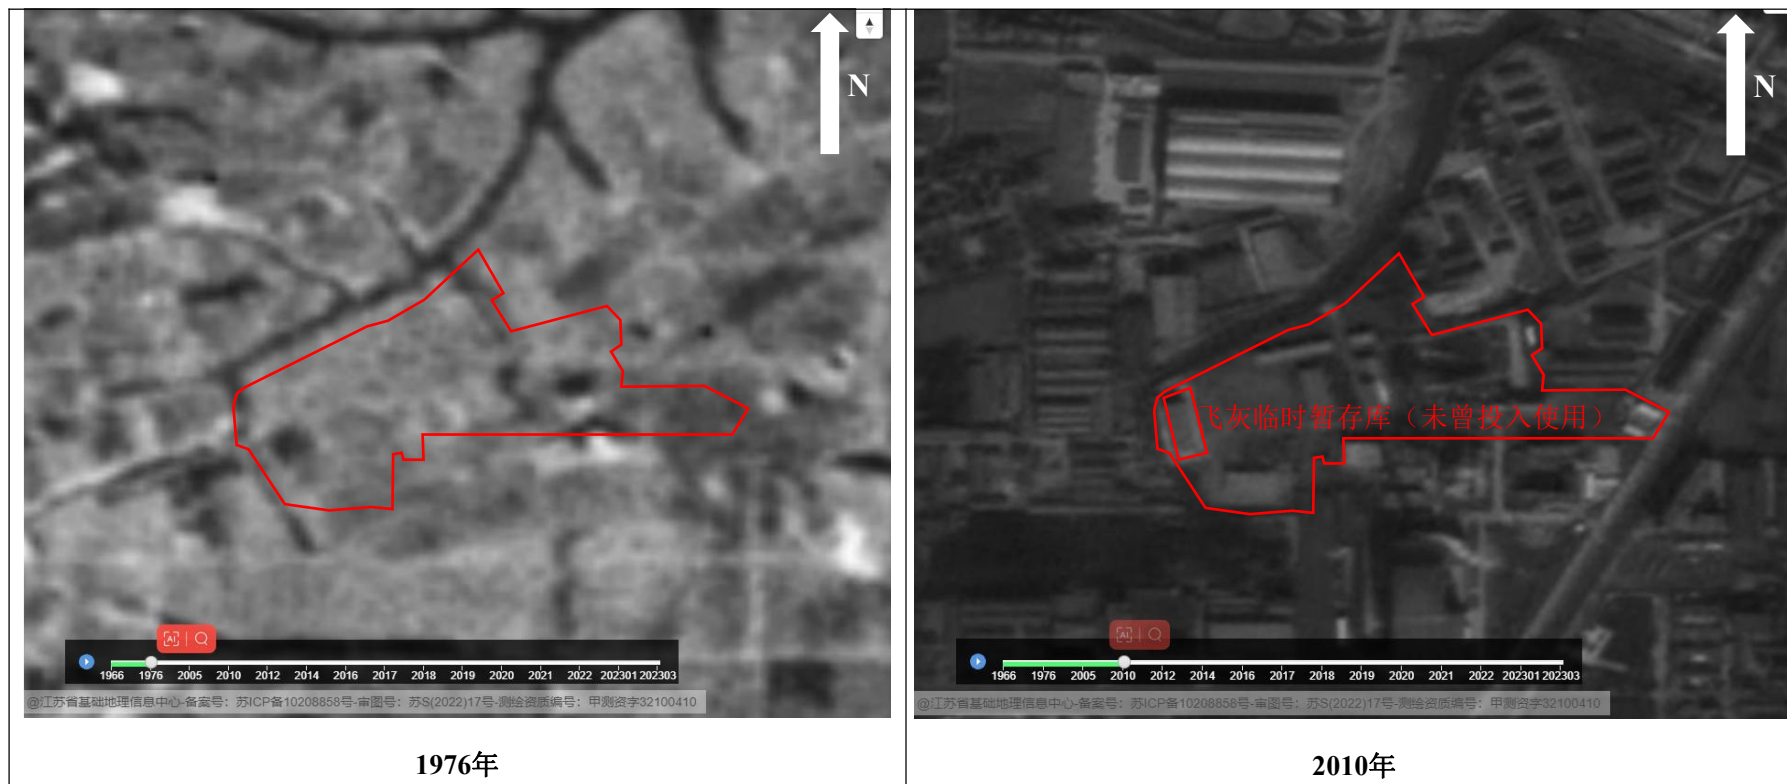 N
1966 1976 2005 2010 2012 2014 2016 2017 2018 2019 2020 2021 2022 202301 202303
@江苏省基础地理信息中心-备案号：苏ICP备10208858号-审图号：苏S(2022)17号-测绘资质编号：甲测资字32100410
1976年
N
飞灰临时暂存库（未曾投入使用）
1966 1976 2005 2010 2012 2014 2016 2017 2018 2019 2020 2021 2022 202301 202303
@江苏省基础地理信息中心-备案号：苏ICP备10208858号-审图号：苏S(2022)17号-测绘资质编号：甲测资字32100410
2010年